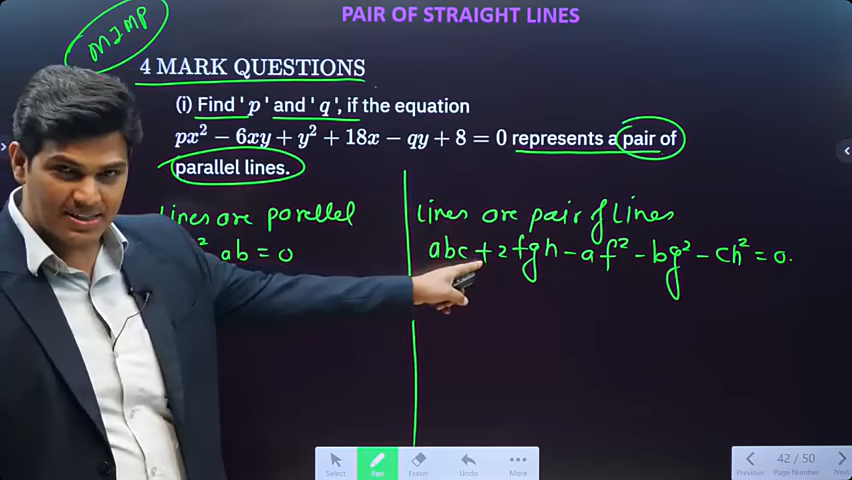 PAIR OF STRAIGHT LINES
MIMP
4 MARK QUESTIONS
(i) Find 'p' and 'q', if the equation
px² − 6xy + y² + 18x − qy + 8 = 0 represents a pair of
parallel lines.
Lines are parallel
² ab = 0
Lines are pair of Lines
abc + 2fgh − af² − bg² − ch² = 0.
Select
Pen
Eraser
Undo
More
Previous
42 / 50
Page Number
Next